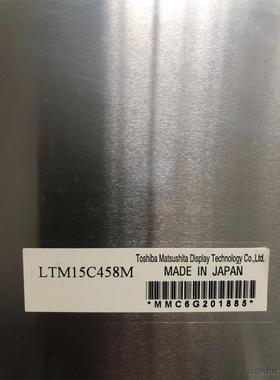 Toshiba Matsushita Display Technology Co.,Ltd.
LTM15C458M
MADE IN JAPAN
*MMC6G201885*